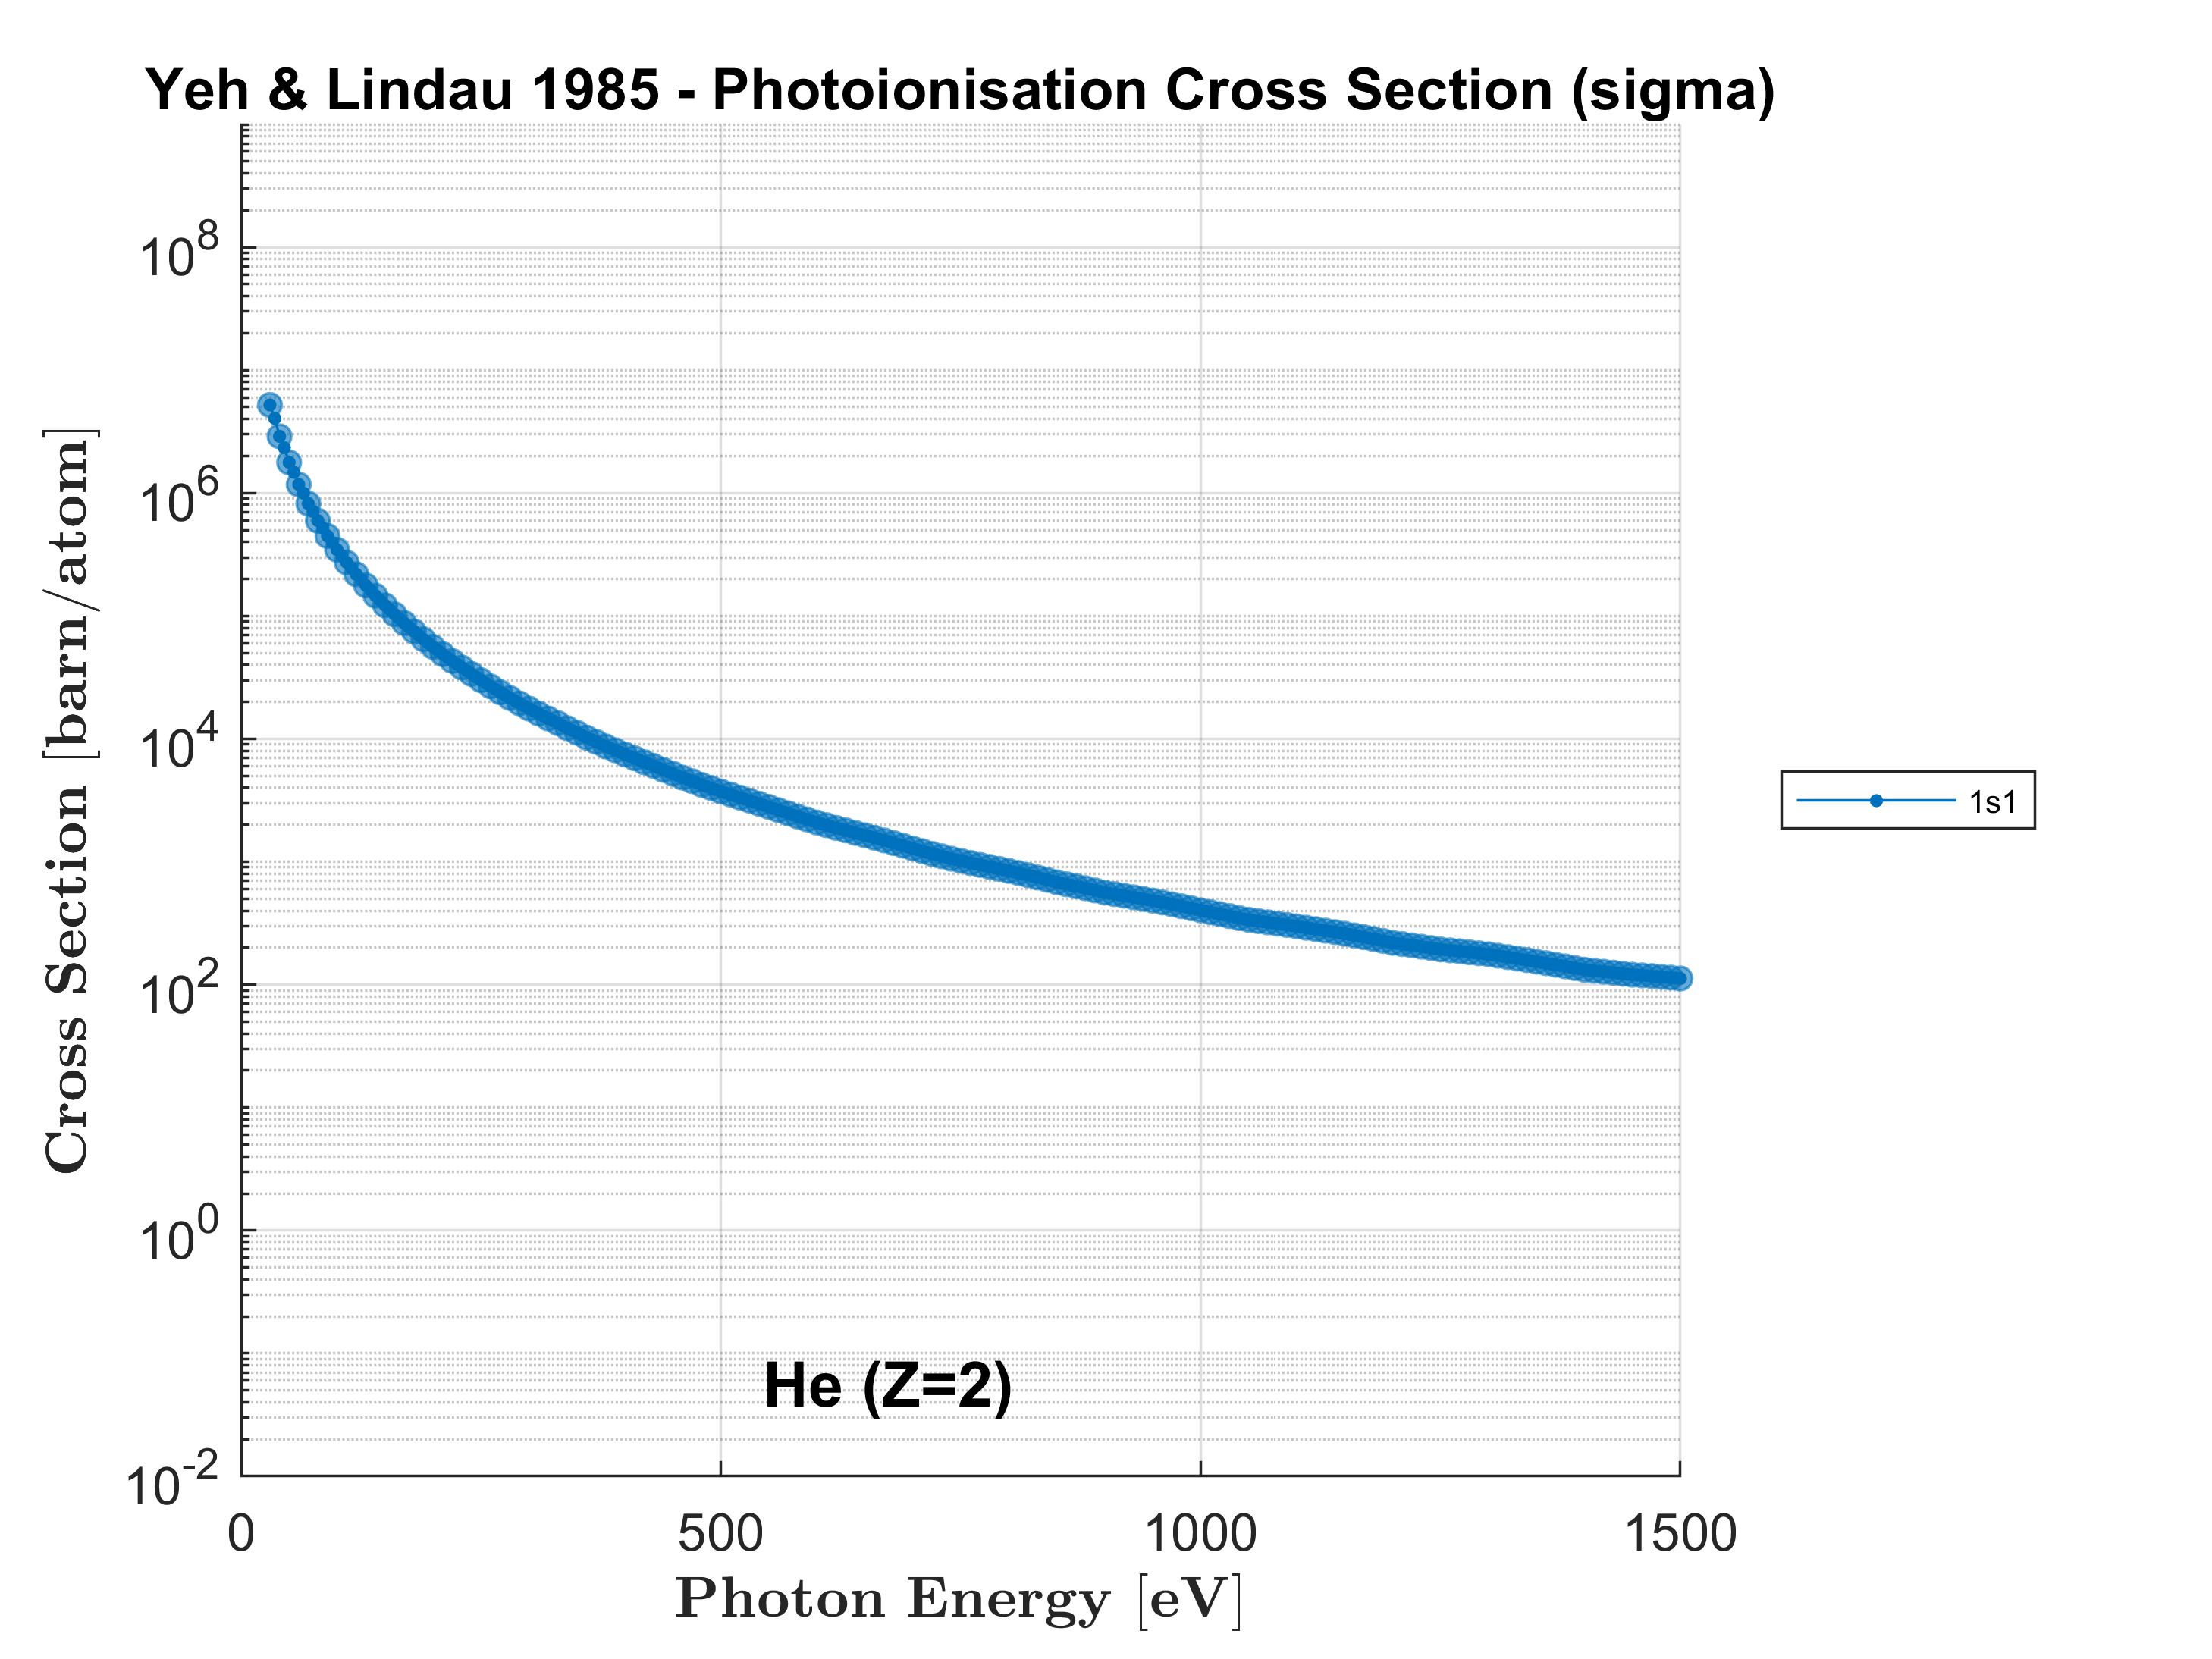 Yeh & Lindau 1985 - Photoionisation Cross Section (sigma)
Cross Section [barn/atom]
10^8
10^6
10^4
10^2
10^0
10^-2
0 500 1000 1500
Photon Energy [eV]
He (Z=2)
1s1